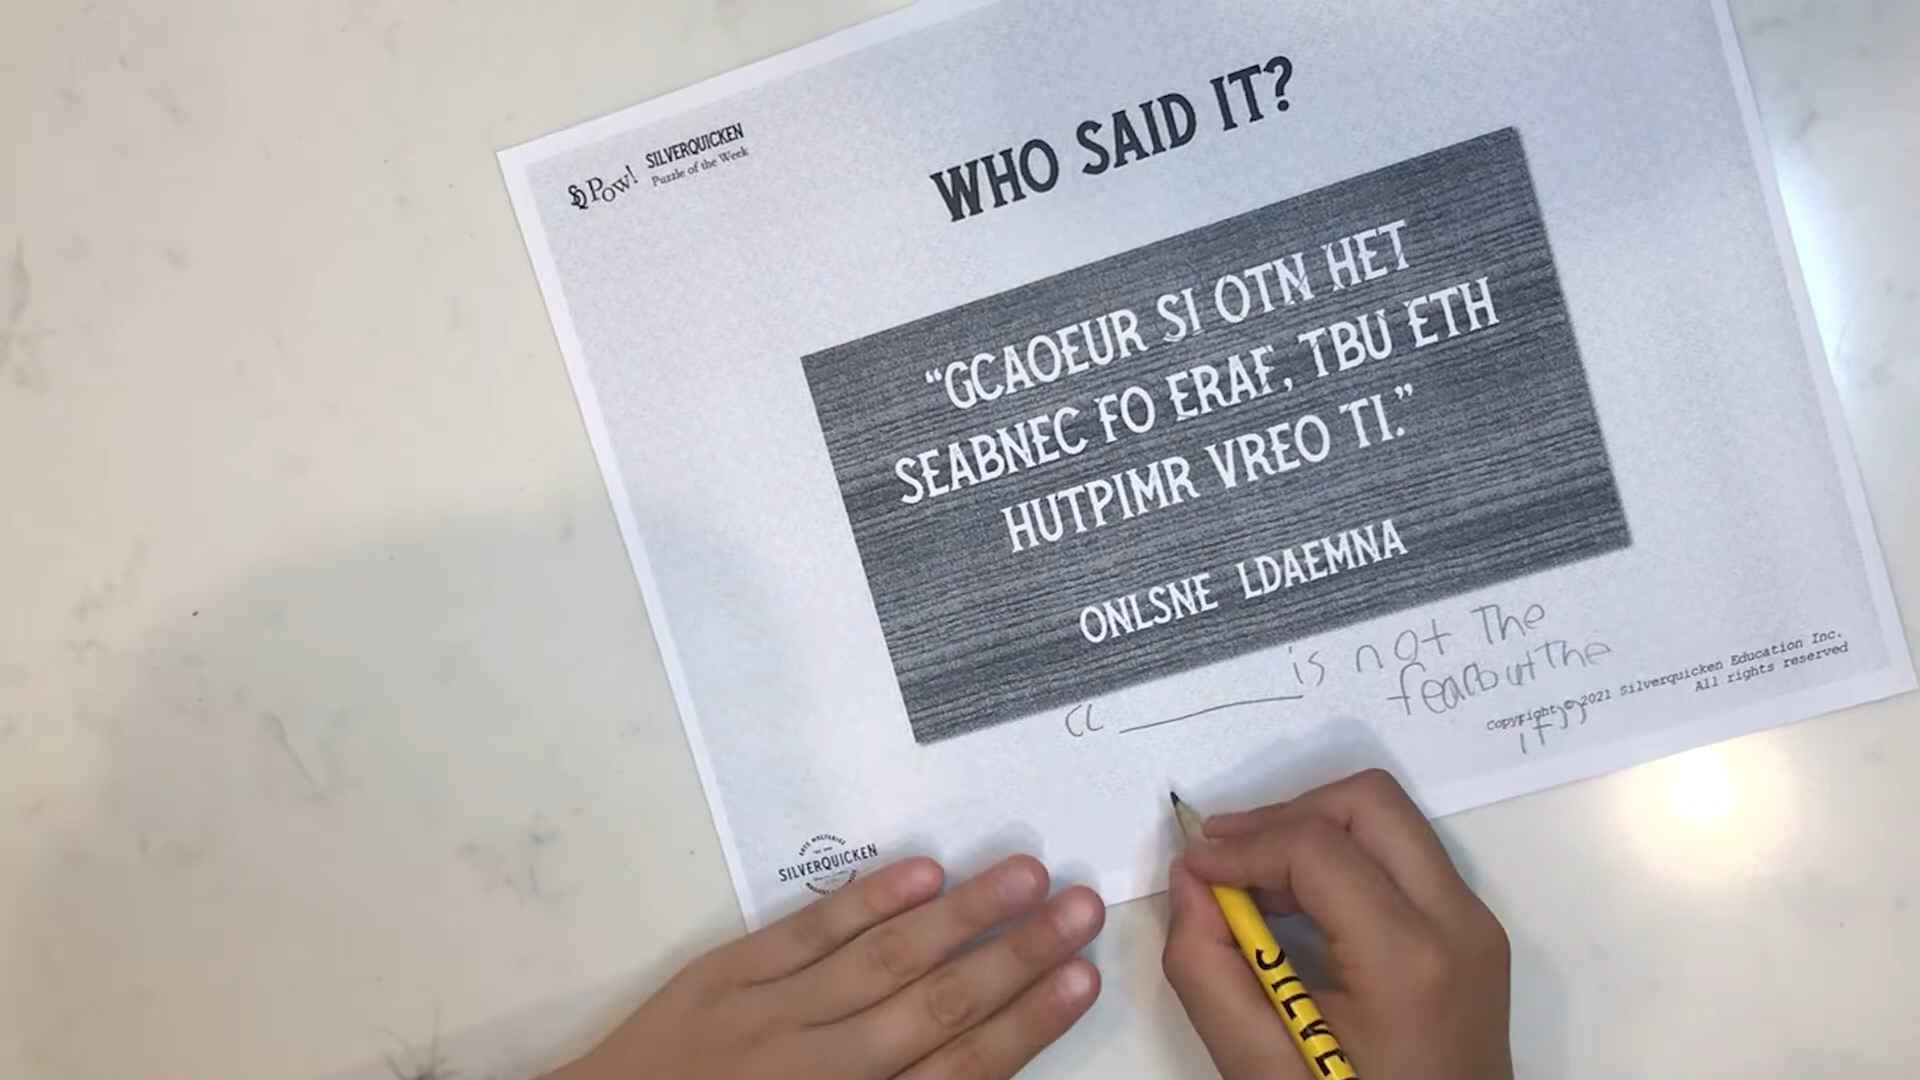 SQ Pow! SILVERQUICKEN
Puzzle of the Week
WHO SAID IT?
“GCAOEUR SI OTN HET
SEABNEC FO ERAF, TBU ETH
HUTPIMR VREO TI.”
ONLSNE LDAEMNA
“ ________ is not The
fear but The
it”
Copyright © 2021 Silverquicken Education Inc.
All rights reserved
SILVERQUICKEN
SILVE